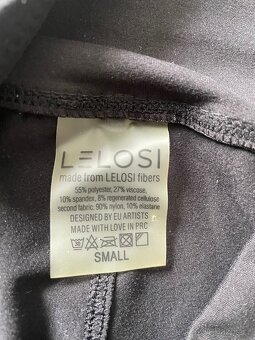 LELOSI
made from LELOSI fibers
55% polyester, 27% viscose,
10% spandex, 8% regenerated cellulose
second fabric: 90% nylon, 10% elastane
DESIGNED BY EU ARTISTS
MADE WITH LOVE IN PRC
30
SMALL